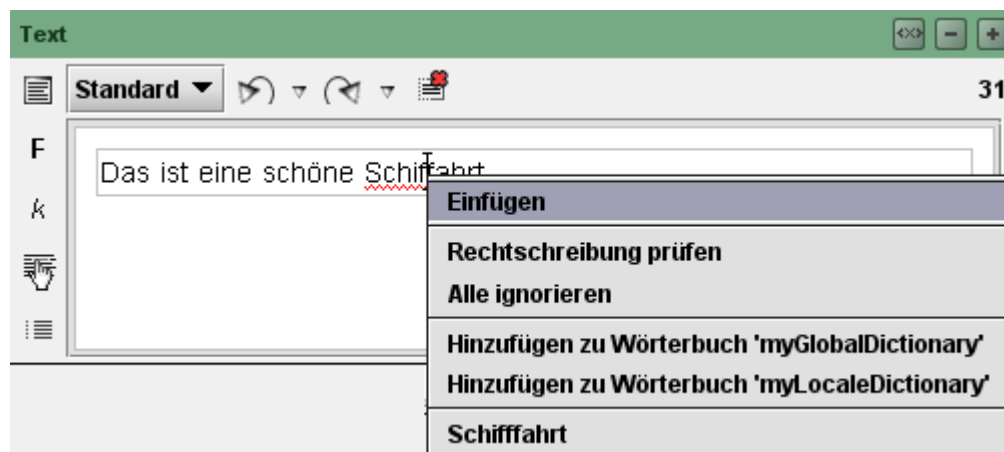 Text
Standard
31
F
Das ist eine schöne Schiffahrt
k
Einfügen
Rechtschreibung prüfen
Alle ignorieren
Hinzufügen zu Wörterbuch 'myGlobalDictionary'
Hinzufügen zu Wörterbuch 'myLocaleDictionary'
Schifffahrt